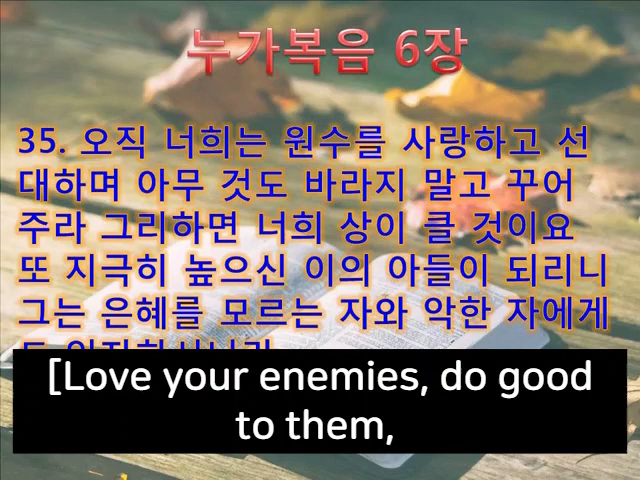 누가복음 6장
35. 오직 너희는 원수를 사랑하고 선
대하며 아무 것도 바라지 말고 꾸어
주라 그리하면 너희 상이 클 것이요
또 지극히 높으신 이의 아들이 되리니
그는 은혜를 모르는 자와 악한 자에게
[Love your enemies, do good
to them,